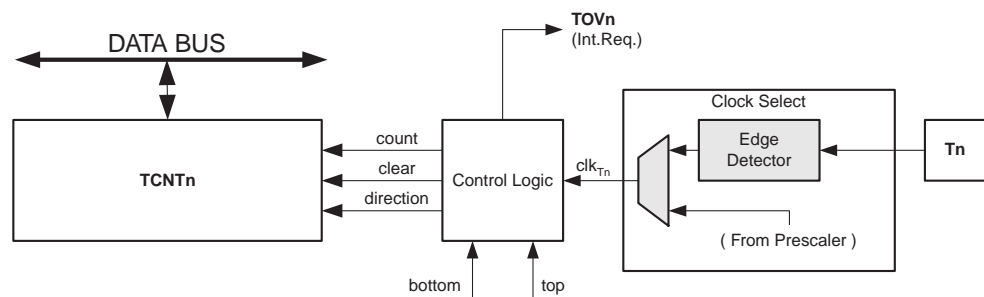 TOVn
(Int.Req.)
DATA BUS
Clock Select
TCNTn
count
clear
direction
Control Logic
clkTn
Edge
Detector
Tn
( From Prescaler )
bottom
top